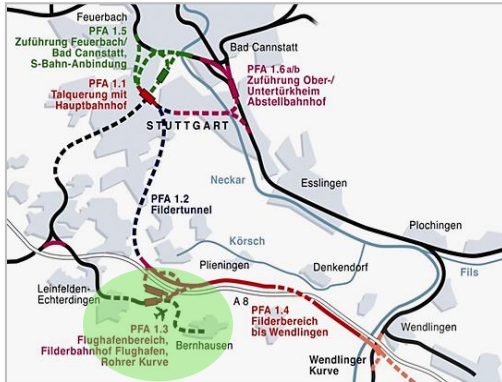 Feuerbach
PFA 1.5
Zuführung Feuerbach/
Bad Cannstatt,
S-Bahn-Anbindung
Bad Cannstatt
PFA 1.6 a/b
Zuführung Ober-/
Untertürkheim
Abstellbahnhof
PFA 1.1
Talquerung mit
Hauptbahnhof
STUTTGART
PFA 1.2
Fildertunnel
Neckar
Esslingen
Plochingen
Fils
Körsch
Denkendorf
Plieningen
Leinfelden-
Echterdingen
A 8
PFA 1.4
Filderbereich
bis Wendlingen
Wendlingen
PFA 1.3
Flughafenbereich,
Filderbahnhof Flughafen,
Rohrer Kurve
Bernhausen
Wendlinger
Kurve